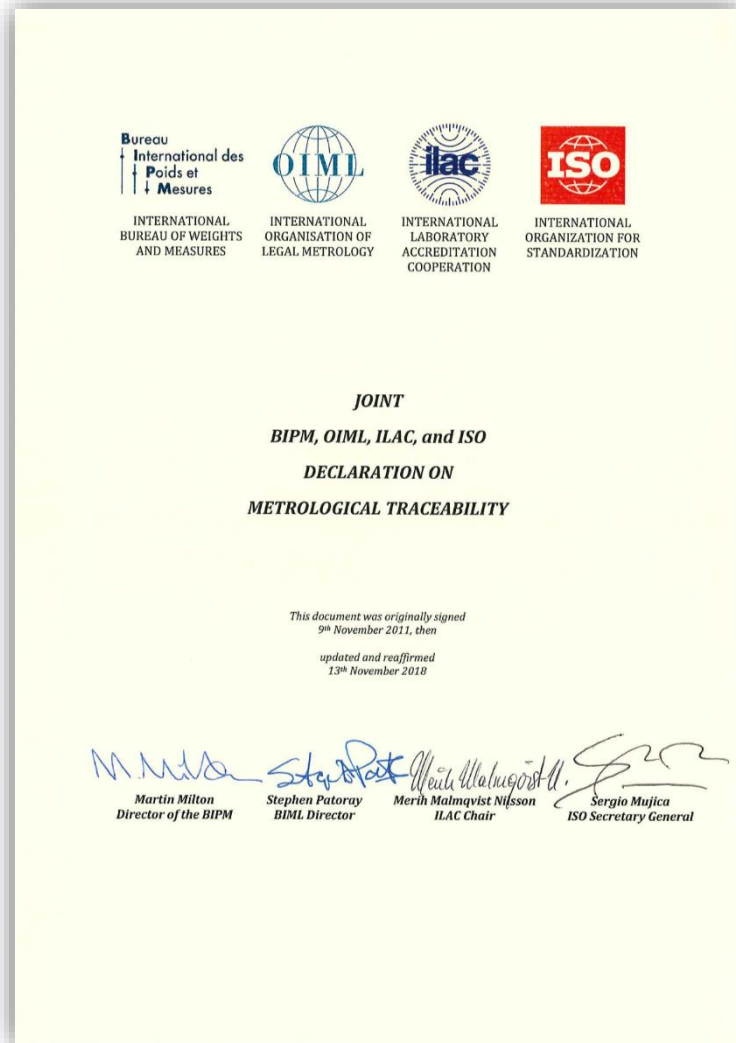 Bureau
International des
Poids et
Mesures
OIML
ilac
ISO
INTERNATIONAL
BUREAU OF WEIGHTS
AND MEASURES
INTERNATIONAL
ORGANISATION OF
LEGAL METROLOGY
INTERNATIONAL
LABORATORY
ACCREDITATION
COOPERATION
INTERNATIONAL
ORGANIZATION FOR
STANDARDIZATION
JOINT
BIPM, OIML, ILAC, and ISO
DECLARATION ON
METROLOGICAL TRACEABILITY
This document was originally signed
9th November 2011, then
updated and reaffirmed
13th November 2018
Martin Milton
Director of the BIPM
Stephen Patoray
BIML Director
Merih Malmqvist Nilsson
ILAC Chair
Sergio Mujica
ISO Secretary General